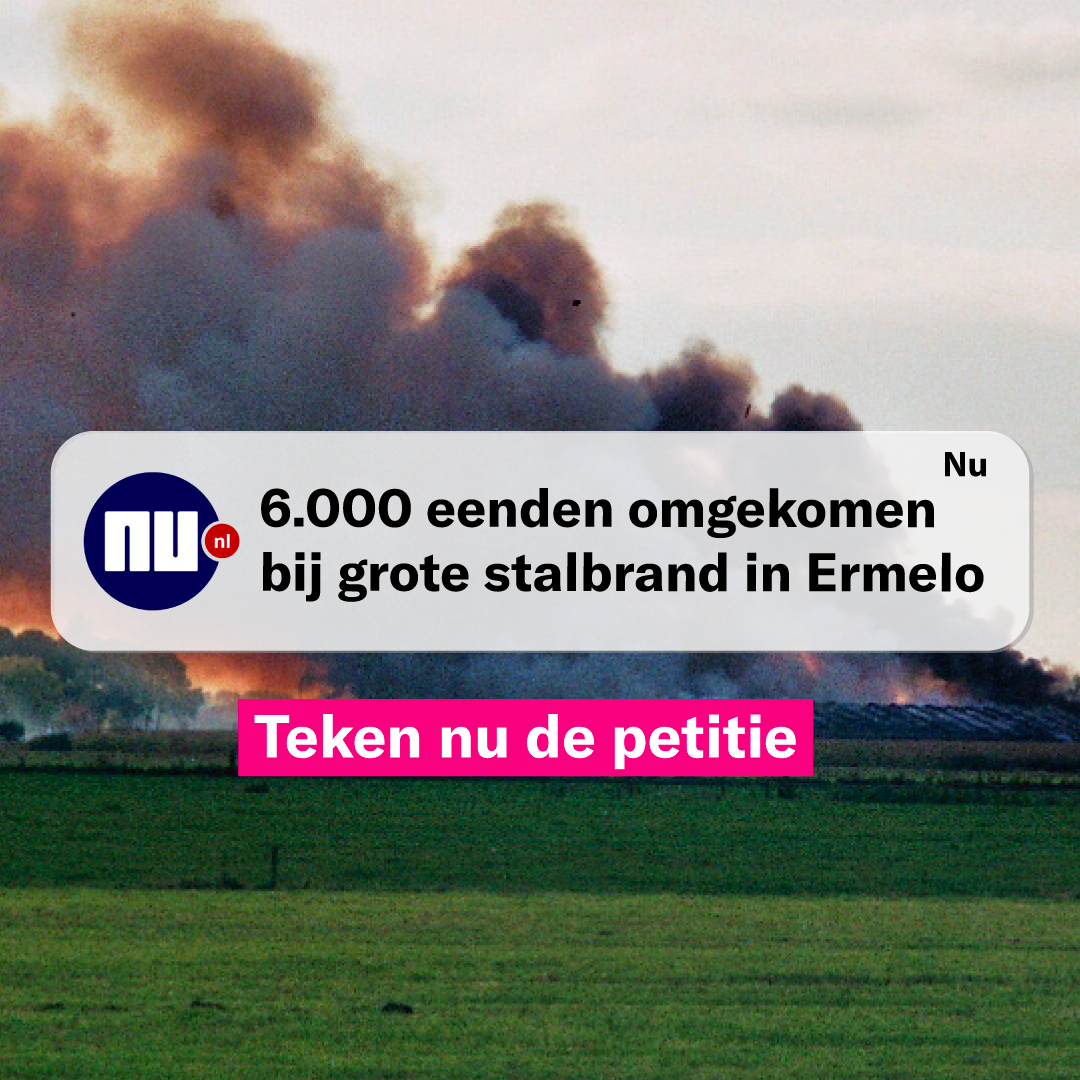 Nu
nu
nl
6.000 eenden omgekomen
bij grote stalbrand in Ermelo
Teken nu de petitie